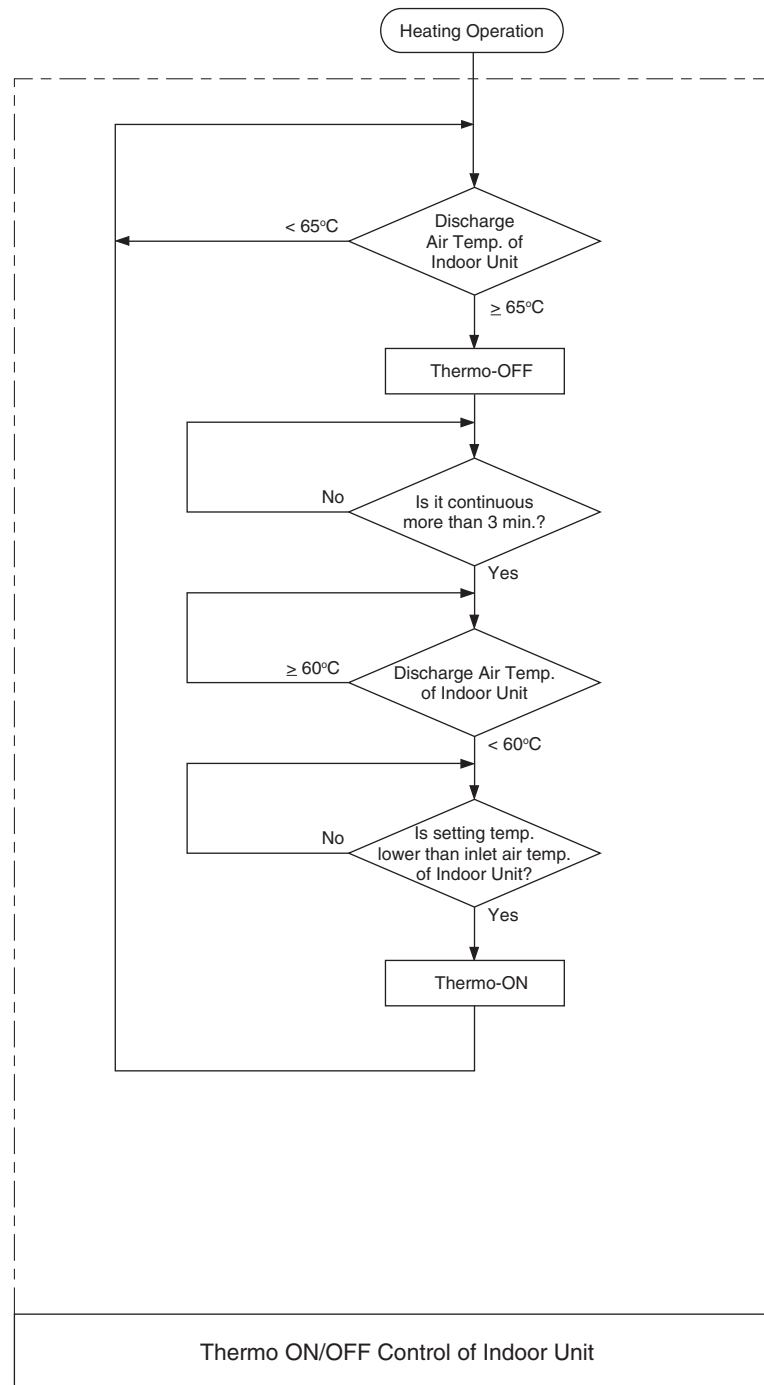 Heating Operation
< 65°C
Discharge
Air Temp. of
Indoor Unit
≥ 65°C
Thermo-OFF
No
Is it continuous
more than 3 min.?
Yes
≥ 60°C
Discharge Air Temp.
of Indoor Unit
< 60°C
No
Is setting temp.
lower than inlet air temp.
of Indoor Unit?
Yes
Thermo-ON
Thermo ON/OFF Control of Indoor Unit